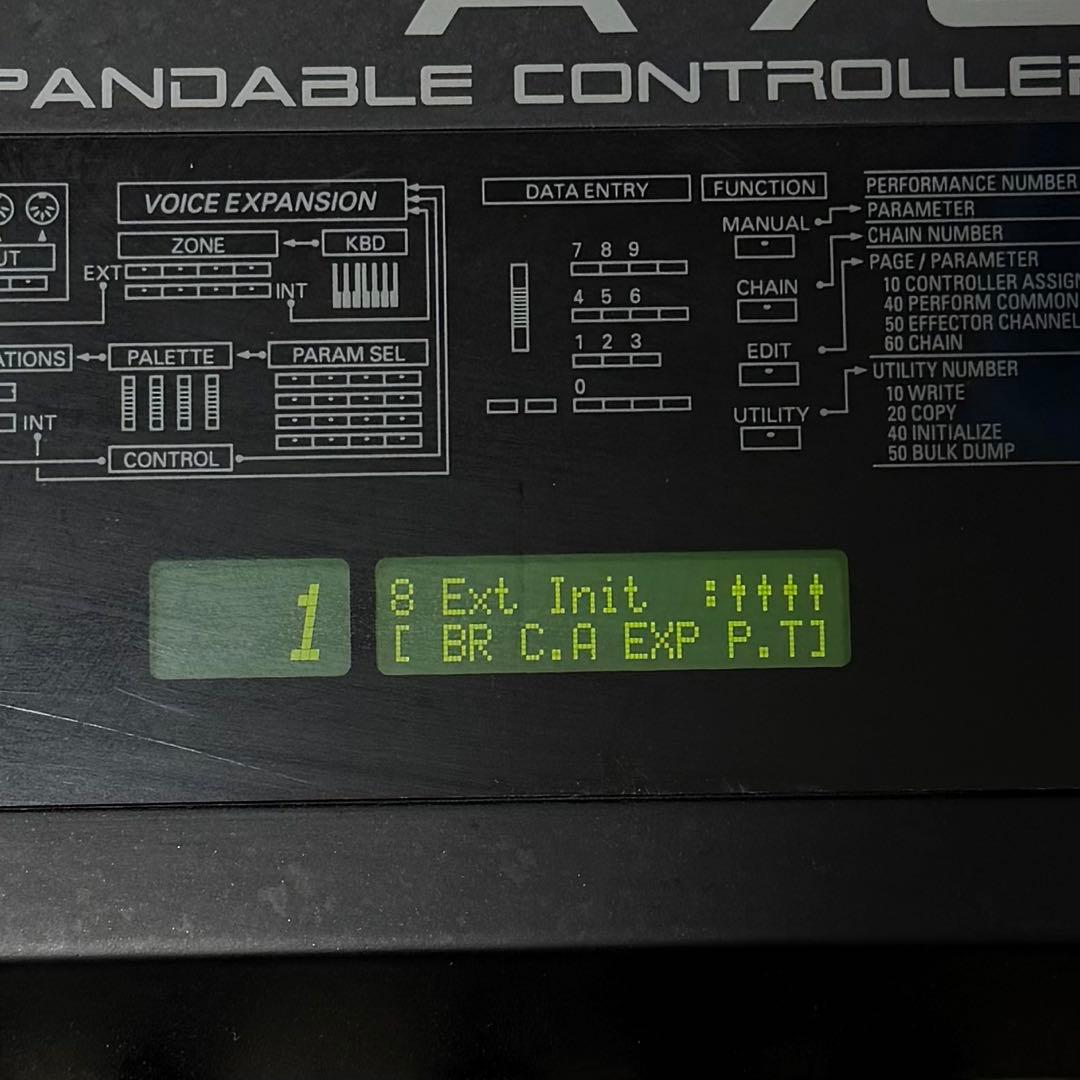 PANDABLE CONTROLLE
VOICE EXPANSION
ZONE
KBD
EXT
INT
UT
ATIONS
PALETTE
PARAM SEL
INT
CONTROL
DATA ENTRY
7 8 9
4 5 6
1 2 3
0
FUNCTION
MANUAL
CHAIN
EDIT
UTILITY
PERFORMANCE NUMBER
PARAMETER
CHAIN NUMBER
PAGE / PARAMETER
10 CONTROLLER ASSIGN
40 PERFORM COMMON
50 EFFECTOR CHANNEL
60 CHAIN
UTILITY NUMBER
10 WRITE
20 COPY
40 INITIALIZE
50 BULK DUMP
1
8 Ext Init :
[ BR C.A EXP P.T]